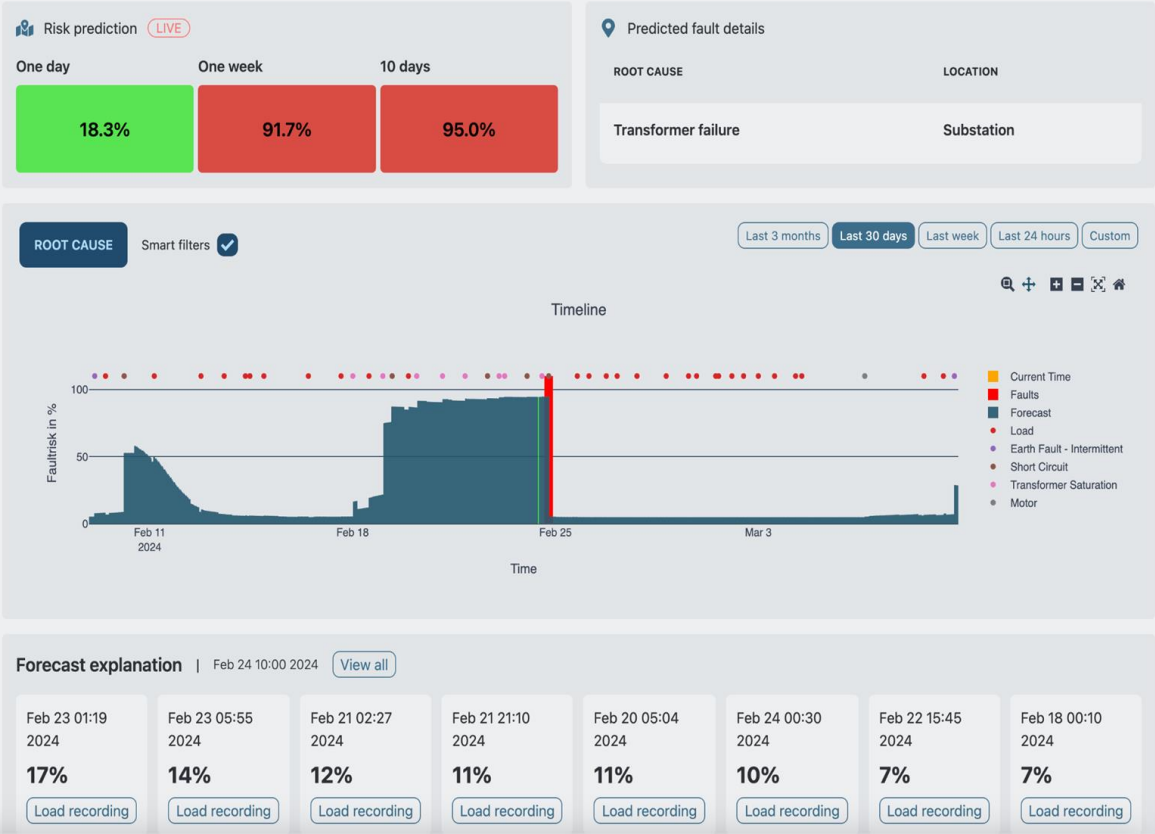 Risk prediction LIVE
One day One week 10 days
18.3% 91.7% 95.0%
Predicted fault details
ROOT CAUSE LOCATION
Transformer failure Substation
ROOT CAUSE Smart filters
Last 3 months Last 30 days Last week Last 24 hours Custom
Timeline
Faultrisk in %
100
50
0
Feb 11 Feb 18 Feb 25 Mar 3
2024
Time
Current Time
Faults
Forecast
Load
Earth Fault - Intermittent
Short Circuit
Transformer Saturation
Motor
Forecast explanation | Feb 24 10:00 2024 View all
Feb 23 01:19
2024
17%
Load recording
Feb 23 05:55
2024
14%
Load recording
Feb 21 02:27
2024
12%
Load recording
Feb 21 21:10
2024
11%
Load recording
Feb 20 05:04
2024
11%
Load recording
Feb 24 00:30
2024
10%
Load recording
Feb 22 15:45
2024
7%
Load recording
Feb 18 00:10
2024
7%
Load recording